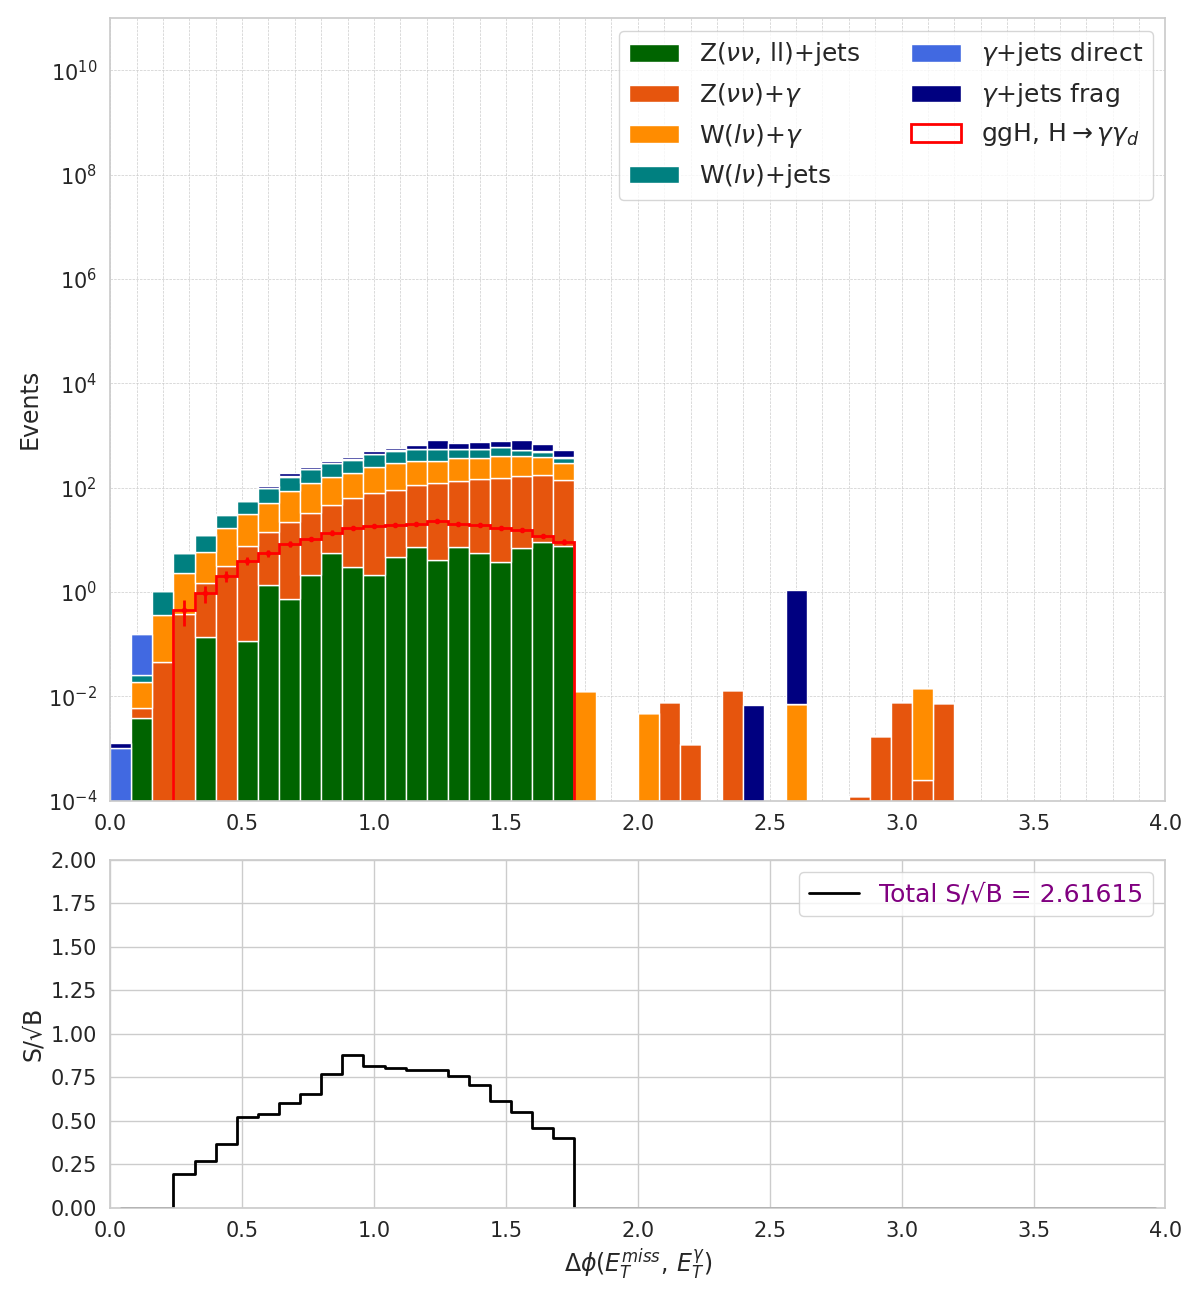 Z(νν, ll)+jets
Z(νν)+γ
W(lν)+γ
W(lν)+jets
γ+jets direct
γ+jets frag
ggH, H→γγ_d
Events
10^10
10^8
10^6
10^4
10^2
10^0
10^−2
10^−4
0.0 0.5 1.0 1.5 2.0 2.5 3.0 3.5 4.0
Total S/√B = 2.61615
S/√B
2.00
1.75
1.50
1.25
1.00
0.75
0.50
0.25
0.00
0.0 0.5 1.0 1.5 2.0 2.5 3.0 3.5 4.0
Δϕ(E_T^miss, E_T^γ)